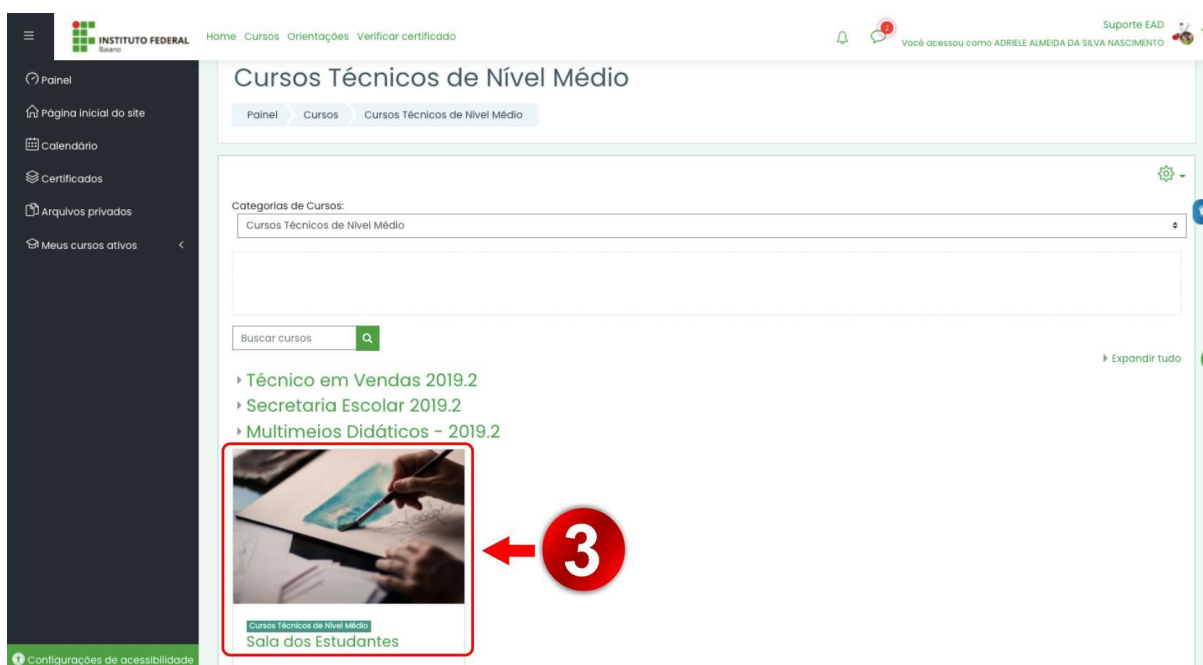 INSTITUTO FEDERAL
Baiano
Home Cursos Orientações Verificar certificado
2
Suporte EAD
Você acessou como ADRIELE ALMEIDA DA SILVA NASCIMENTO
Painel
Página inicial do site
Calendário
Certificados
Arquivos privados
Meus cursos ativos
Configurações de acessibilidade
Cursos Técnicos de Nível Médio
Painel Cursos Cursos Técnicos de Nível Médio
Categorias de Cursos:
Cursos Técnicos de Nível Médio
Buscar cursos
Expandir tudo
Técnico em Vendas 2019.2
Secretaria Escolar 2019.2
Multimeios Didáticos - 2019.2
3
Cursos Técnicos de Nível Médio
Sala dos Estudantes